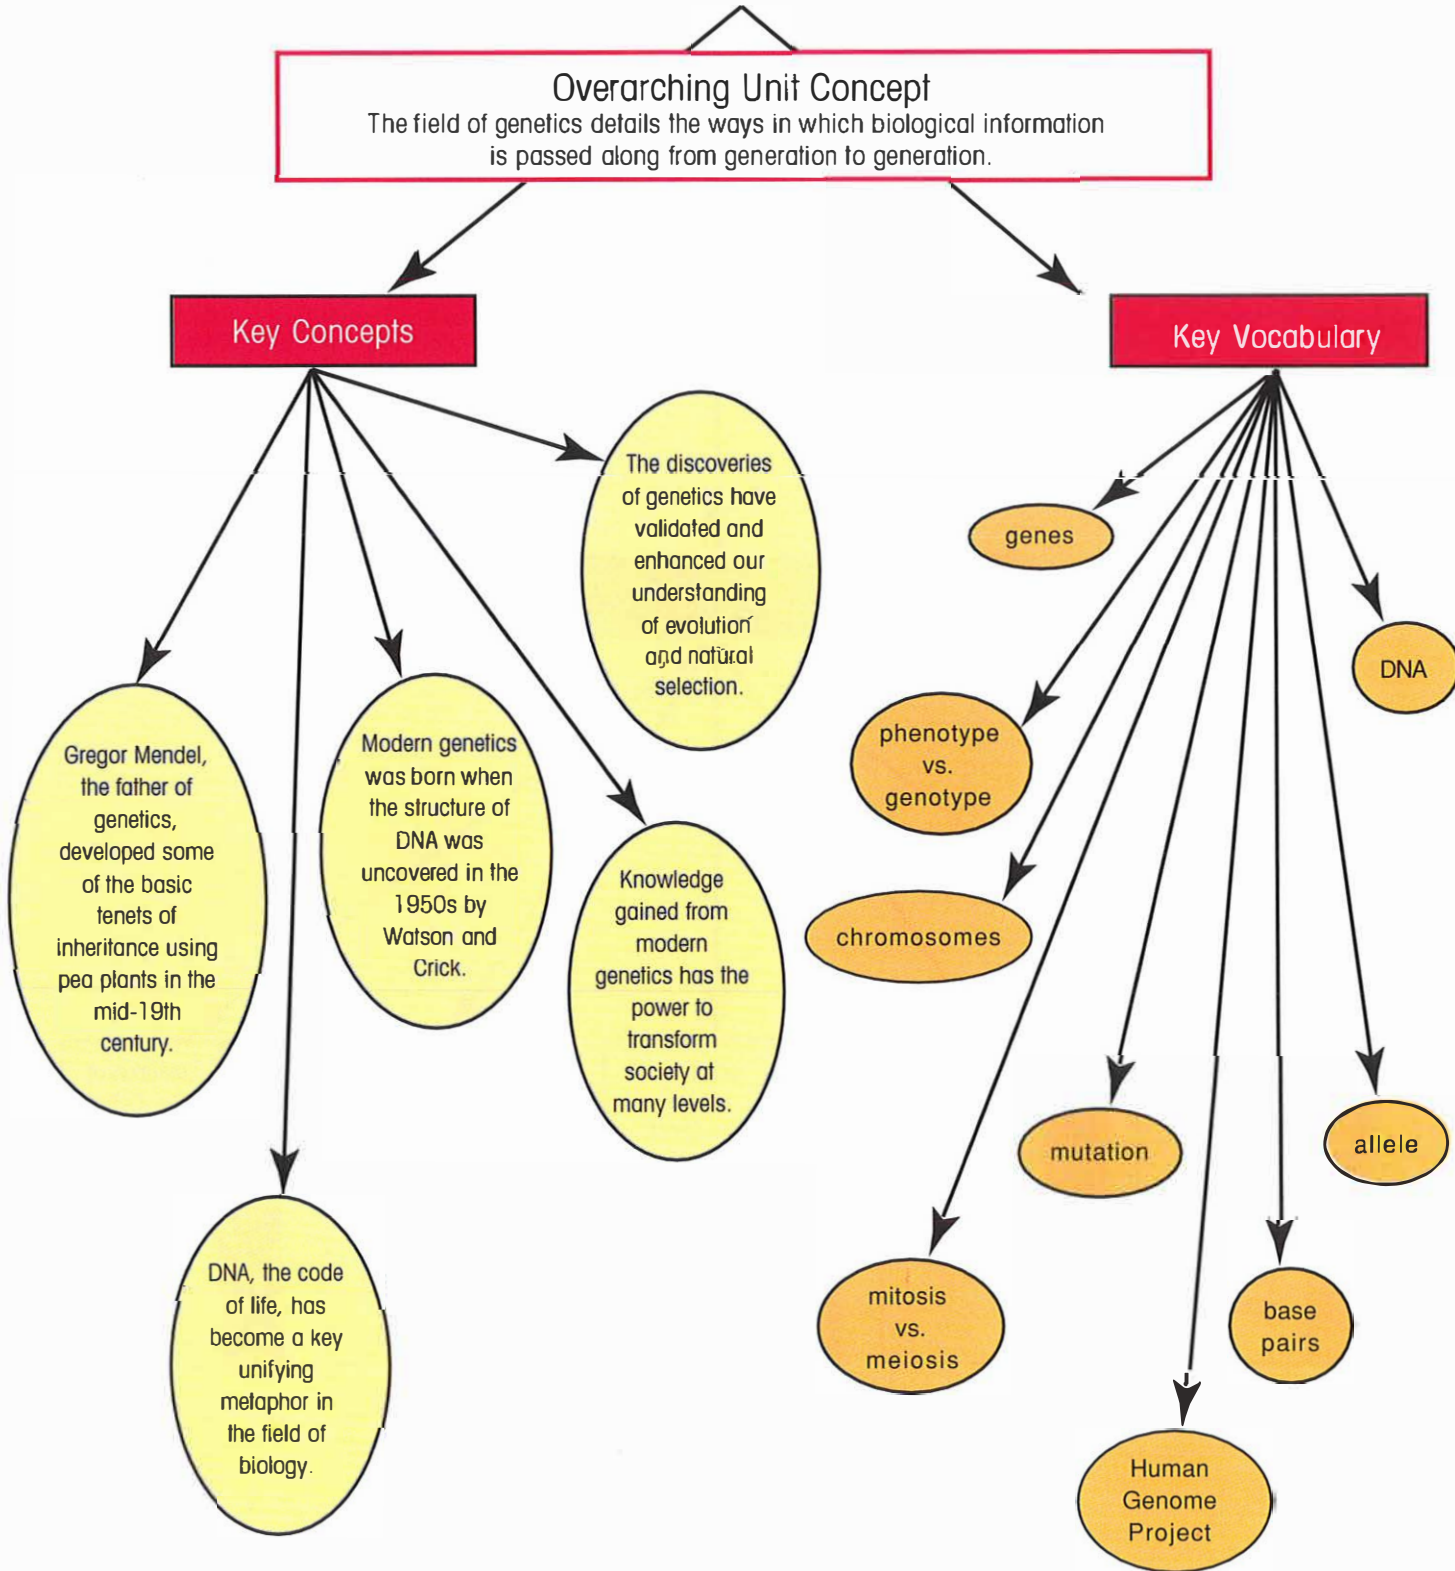 Overarching Unit Concept
The field of genetics details the ways in which biological information
is passed along from generation to generation.
Key Concepts
Key Vocabulary
The discoveries
of genetics have
validated and
enhanced our
understanding
of evolution
and natural
selection.
Gregor Mendel,
the father of
genetics,
developed some
of the basic
tenets of
inheritance using
pea plants in the
mid-19th
century.
Modern genetics
was born when
the structure of
DNA was
uncovered in the
1950s by
Watson and
Crick.
Knowledge
gained from
modern
genetics has the
power to
transform
society at
many levels.
DNA, the code
of life, has
become a key
unifying
metaphor in
the field of
biology.
genes
DNA
phenotype
vs.
genotype
chromosomes
mutation
allele
mitosis
vs.
meiosis
base
pairs
Human
Genome
Project